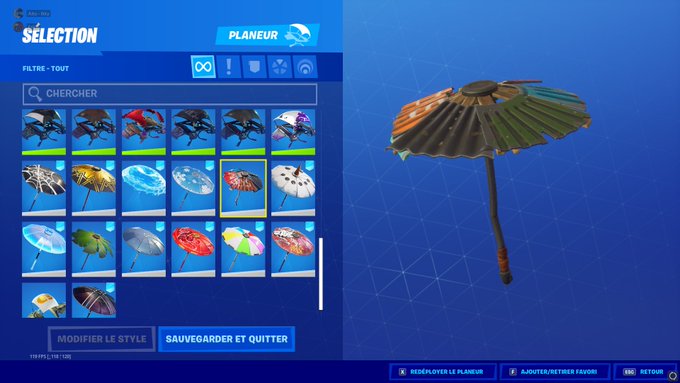 SÉLECTION
PLANEUR
FILTRE - TOUT
CHERCHER
MODIFIER LE STYLE
SAUVEGARDER ET QUITTER
X REDÉPLOYER LE PLANEUR
F AJOUTER/RETIRER FAVORI
ESC RETOUR